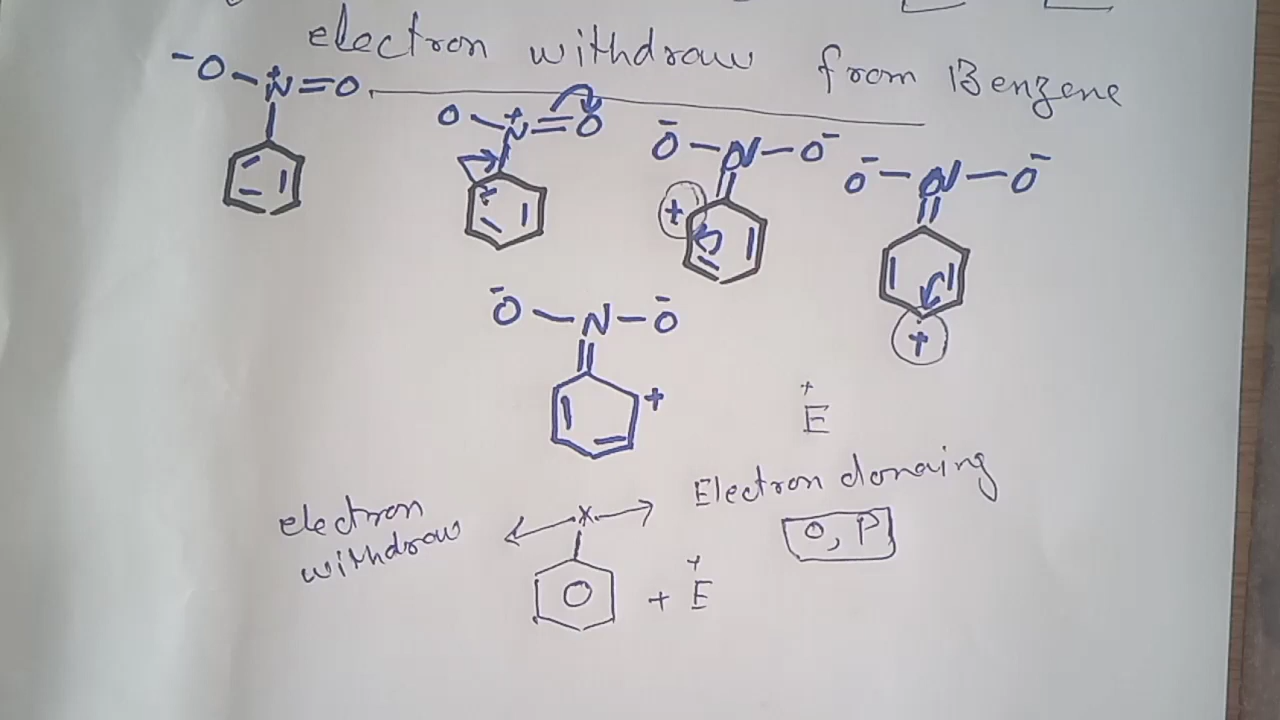 electron withdraw from Benzene
⁻O–N⁺=O
O–N⁺=O
O⁻–N–O⁻
+
O⁻–N–O⁻
+
O⁻–N–O⁻
+
E⁺
electron withdraw
X
Electron donaing
O, P
+ E⁺